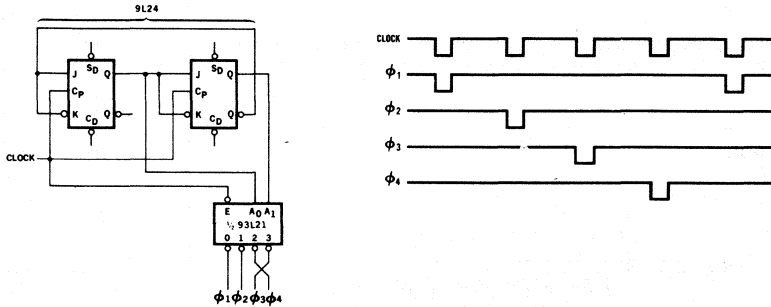 9L24
SD
J Q
CP
K CD Q
SD
J Q
CP
K CD Q
CLOCK
E A0 A1
½ 93L21
0 1 2 3
ϕ1 ϕ2 ϕ3 ϕ4
CLOCK
ϕ1
ϕ2
ϕ3
ϕ4